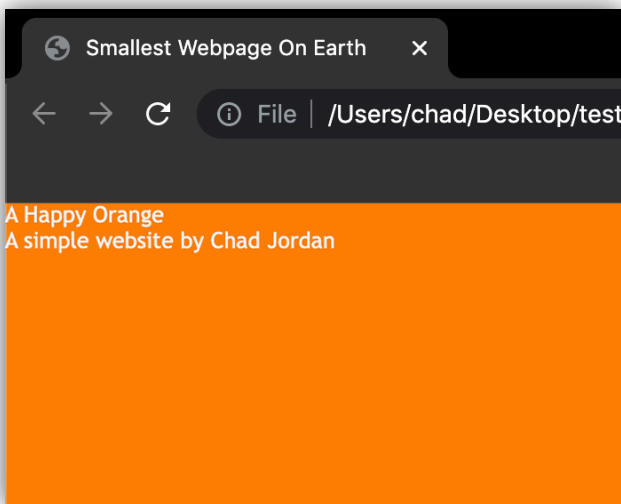 Smallest Webpage On Earth
File | /Users/chad/Desktop/test
A Happy Orange
A simple website by Chad Jordan